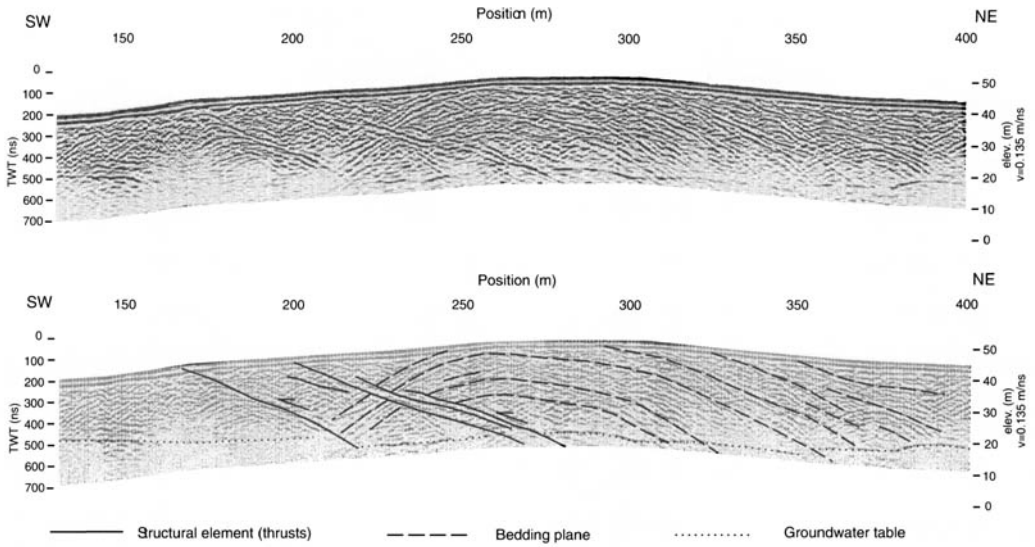 Position (m)
SW NE
150 200 250 300 350 400
0
100
200
300
400
500
600
700
TWT (ns)
50
40
30
20
10
0
elev. (m)
v=0.135 m/ns
Position (m)
SW NE
150 200 250 300 350 400
0
100
200
300
400
500
600
700
TWT (ns)
50
40
30
20
10
0
elev. (m)
v=0.135 m/ns
Structural element (thrusts) Bedding plane Groundwater table